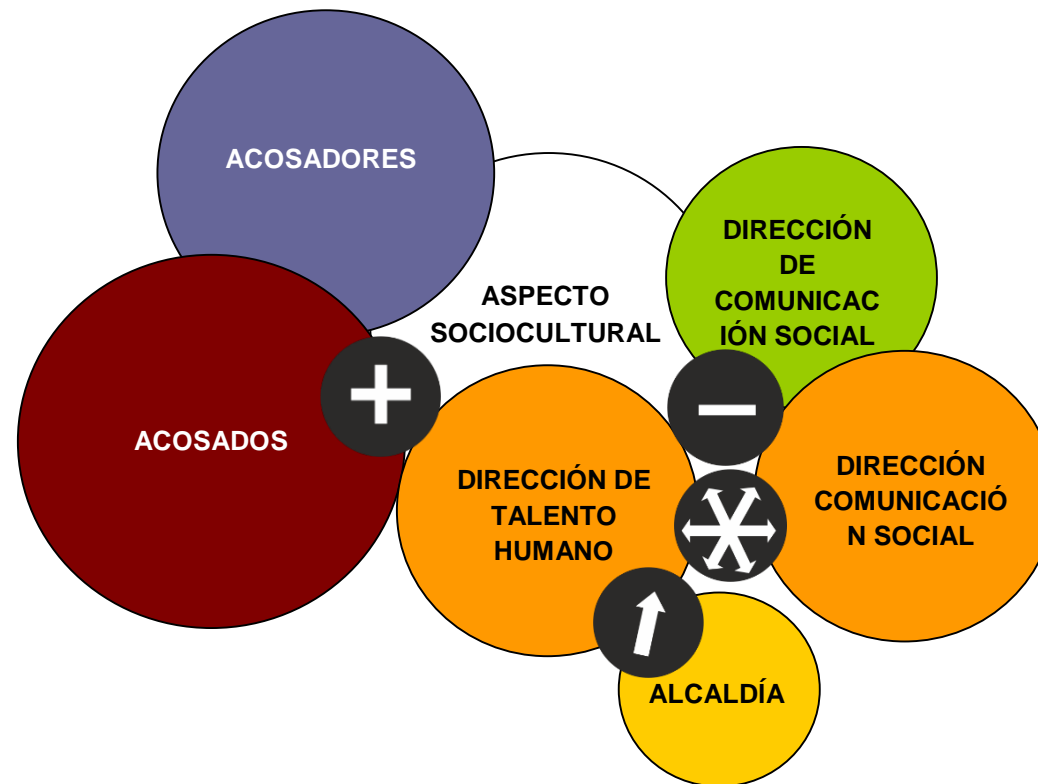 ACOSADORES
DIRECCIÓN
DE
COMUNICAC
IÓN SOCIAL
ASPECTO
SOCIOCULTURAL
ACOSADOS
DIRECCIÓN DE
TALENTO
HUMANO
DIRECCIÓN
COMUNICACIÓ
N SOCIAL
ALCALDÍA